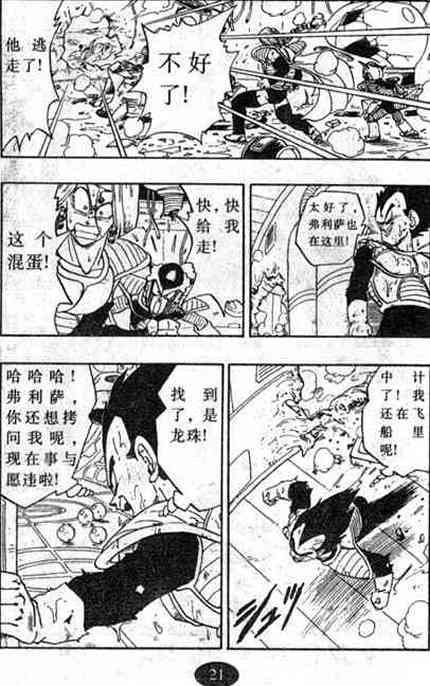 不好
了!
他逃
走了!
太好了,
弗利萨也
在这里!
快,快
给我
走!
这个
混蛋!
中计
了!我
还在飞
船里
呢!
シュッ
找到
了,是
龙珠!
哈哈哈!
弗利萨,
你还想拷
问我呢,
现在事与
愿违啦!
21